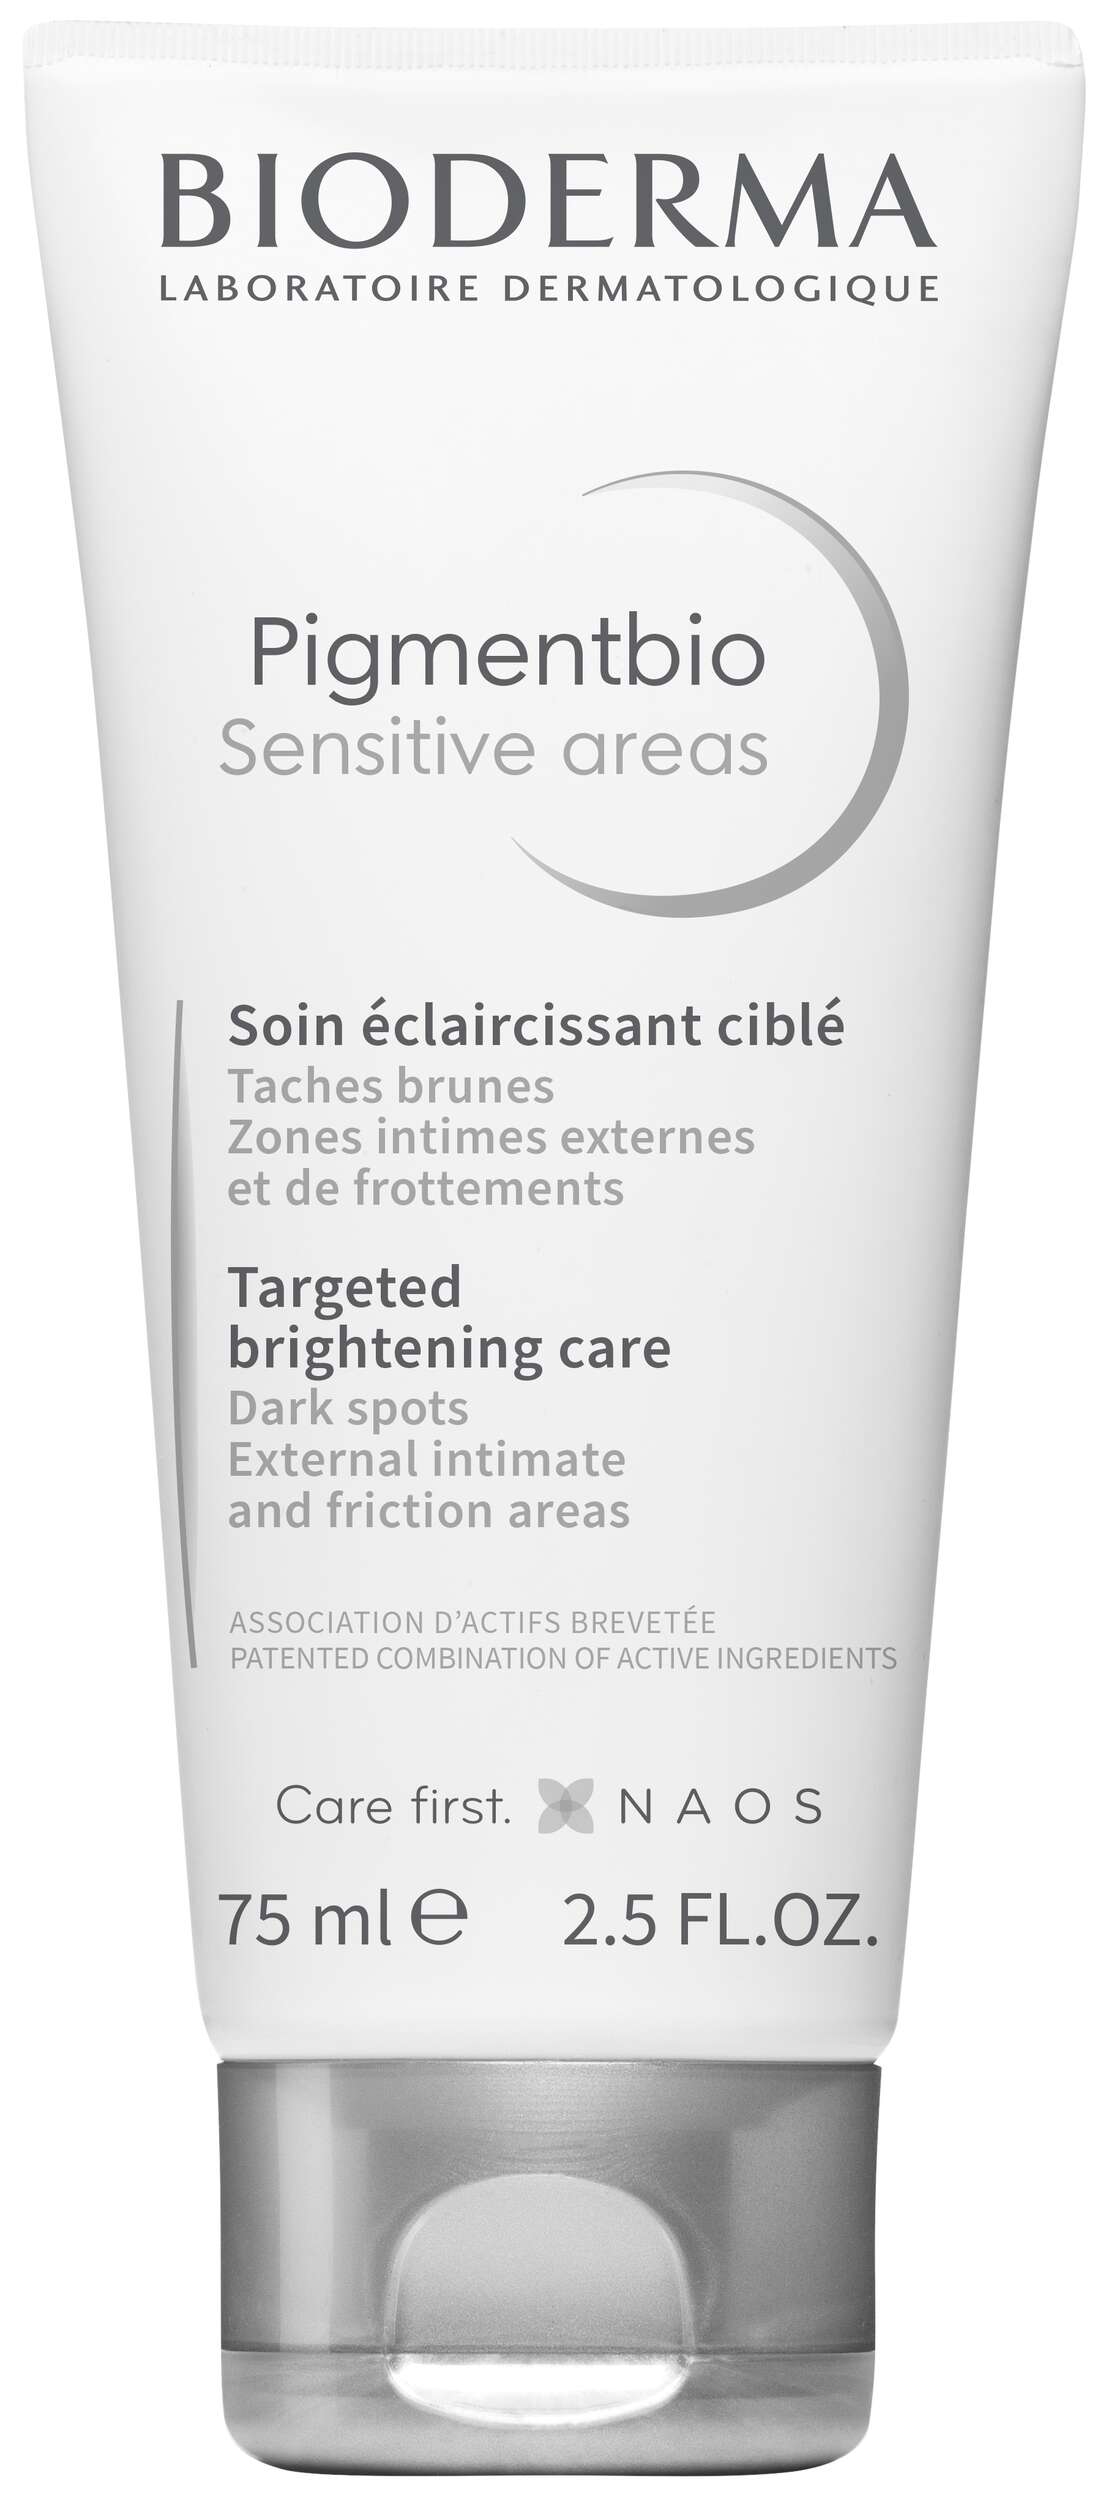 BIODERMA
LABORATOIRE DERMATOLOGIQUE
Pigmentbio
Sensitive areas
Soin éclaircissant ciblé
Taches brunes
Zones intimes externes
et de frottements
Targeted
brightening care
Dark spots
External intimate
and friction areas
ASSOCIATION D’ACTIFS BREVETÉE
PATENTED COMBINATION OF ACTIVE INGREDIENTS
Care first. NAOS
75 ml ℮ 2.5 FL.OZ.